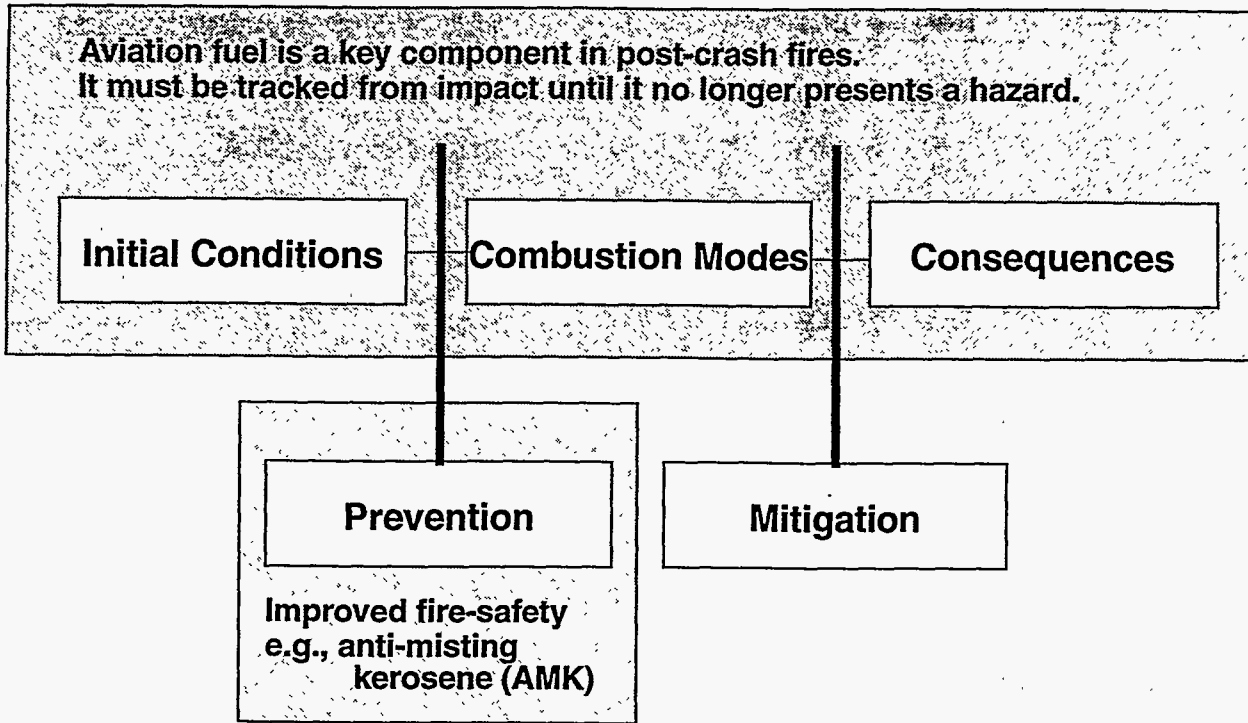 Aviation fuel is a key component in post-crash fires.
It must be tracked from impact until it no longer presents a hazard.
Initial Conditions
Combustion Modes
Consequences
Prevention
Mitigation
Improved fire-safety
e.g., anti-misting
kerosene (AMK)